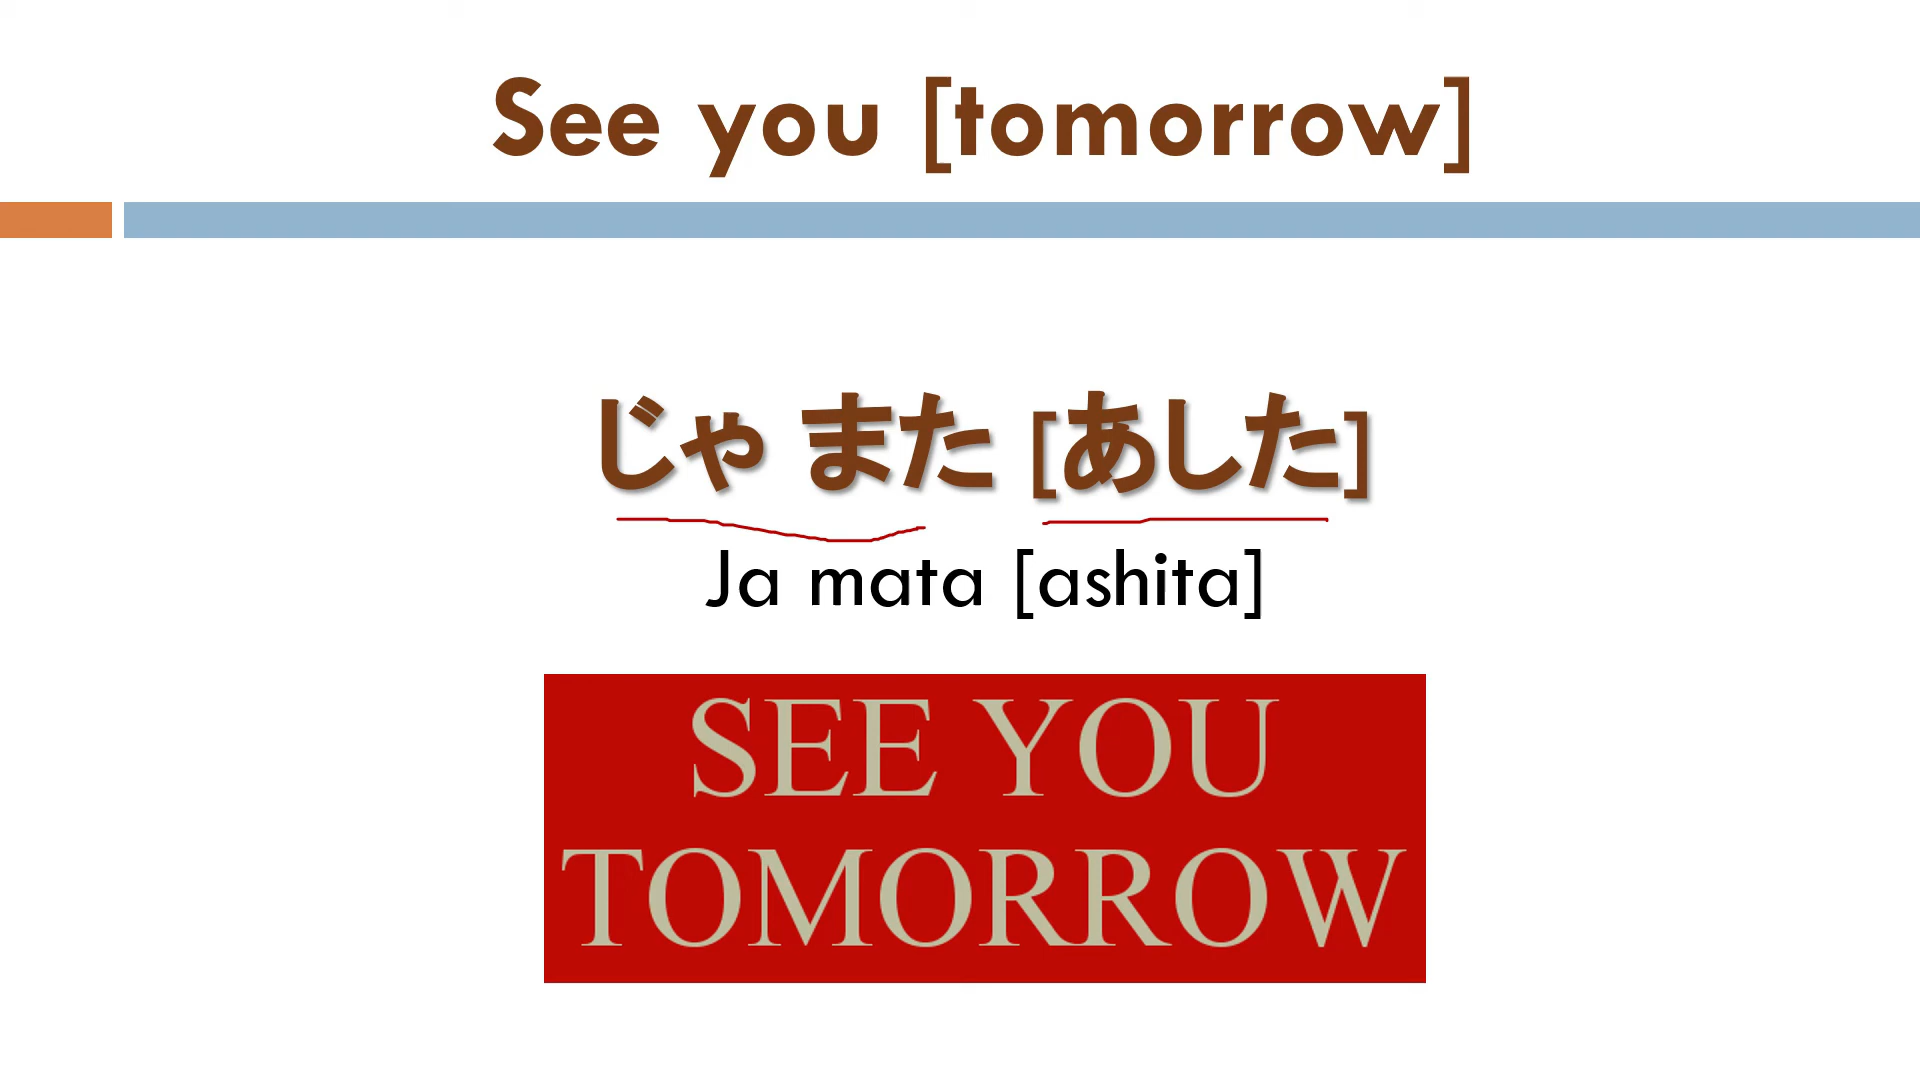 See you [tomorrow]
じゃ また [あした]
Ja mata [ashita]
SEE YOU
TOMORROW